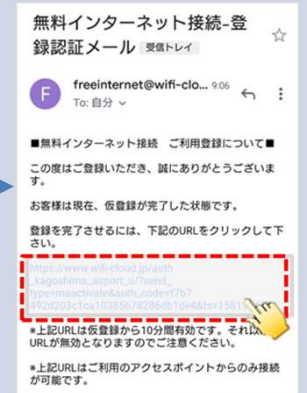 無料インターネット接続-登
録認証メール 受信トレイ
F
freeinternet@wifi-clo... 9:06
To: 自分
■無料インターネット接続 ご利用登録について■
この度はご登録いただき、誠にありがとうございま
す。
お客様は現在、仮登録が完了した状態です。
登録を完了させるには、下記のURLをクリックして下
さい。
https://www.wifi-cloud.jp/auth
_kagoshima_airport_u/?send_
type=maactivate&auth_code=f7b7
492d203c1ca10385678286db1de4&ts=1581
※上記URLは仮登録から10分間有効です。それ以
URLが無効となりますのでご注意ください。
※上記URLはご利用のアクセスポイントからのみ接続
が可能です。